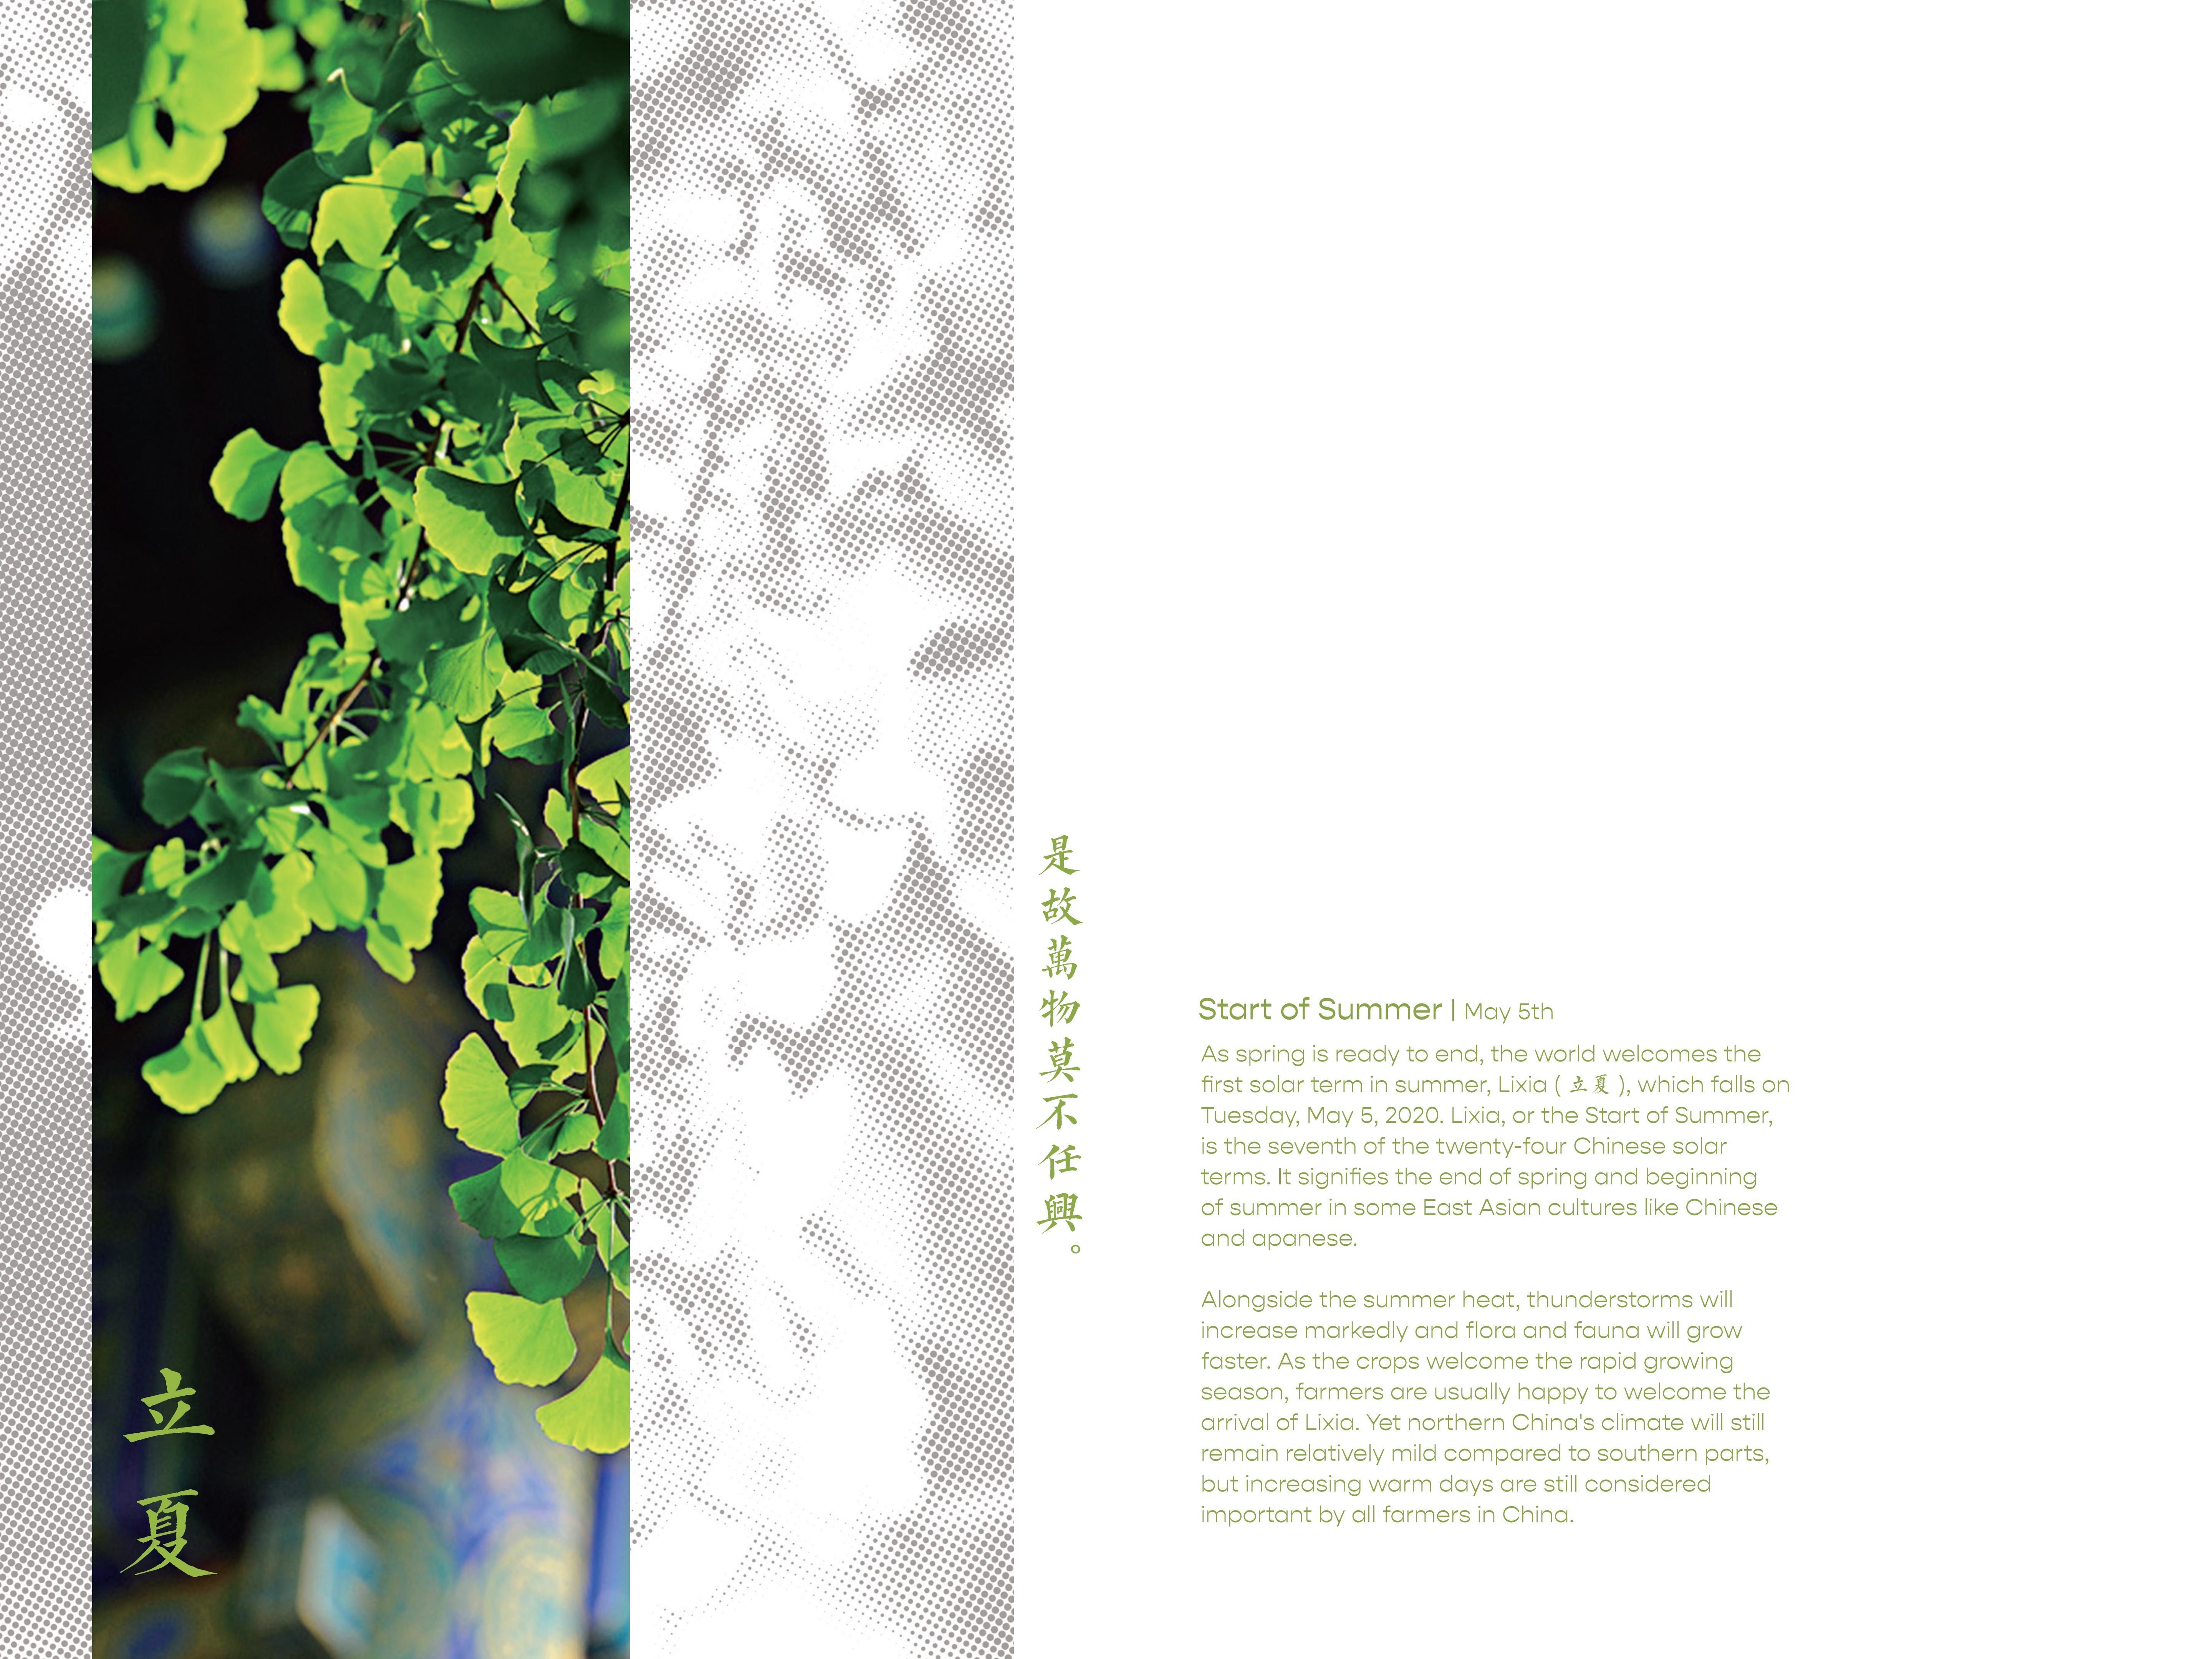 立夏
是故萬物莫不任興。
Start of Summer | May 5th
As spring is ready to end, the world welcomes the
first solar term in summer, Lixia ( 立夏 ), which falls on
Tuesday, May 5, 2020. Lixia, or the Start of Summer,
is the seventh of the twenty-four Chinese solar
terms. It signifies the end of spring and beginning
of summer in some East Asian cultures like Chinese
and apanese.
Alongside the summer heat, thunderstorms will
increase markedly and flora and fauna will grow
faster. As the crops welcome the rapid growing
season, farmers are usually happy to welcome the
arrival of Lixia. Yet northern China's climate will still
remain relatively mild compared to southern parts,
but increasing warm days are still considered
important by all farmers in China.